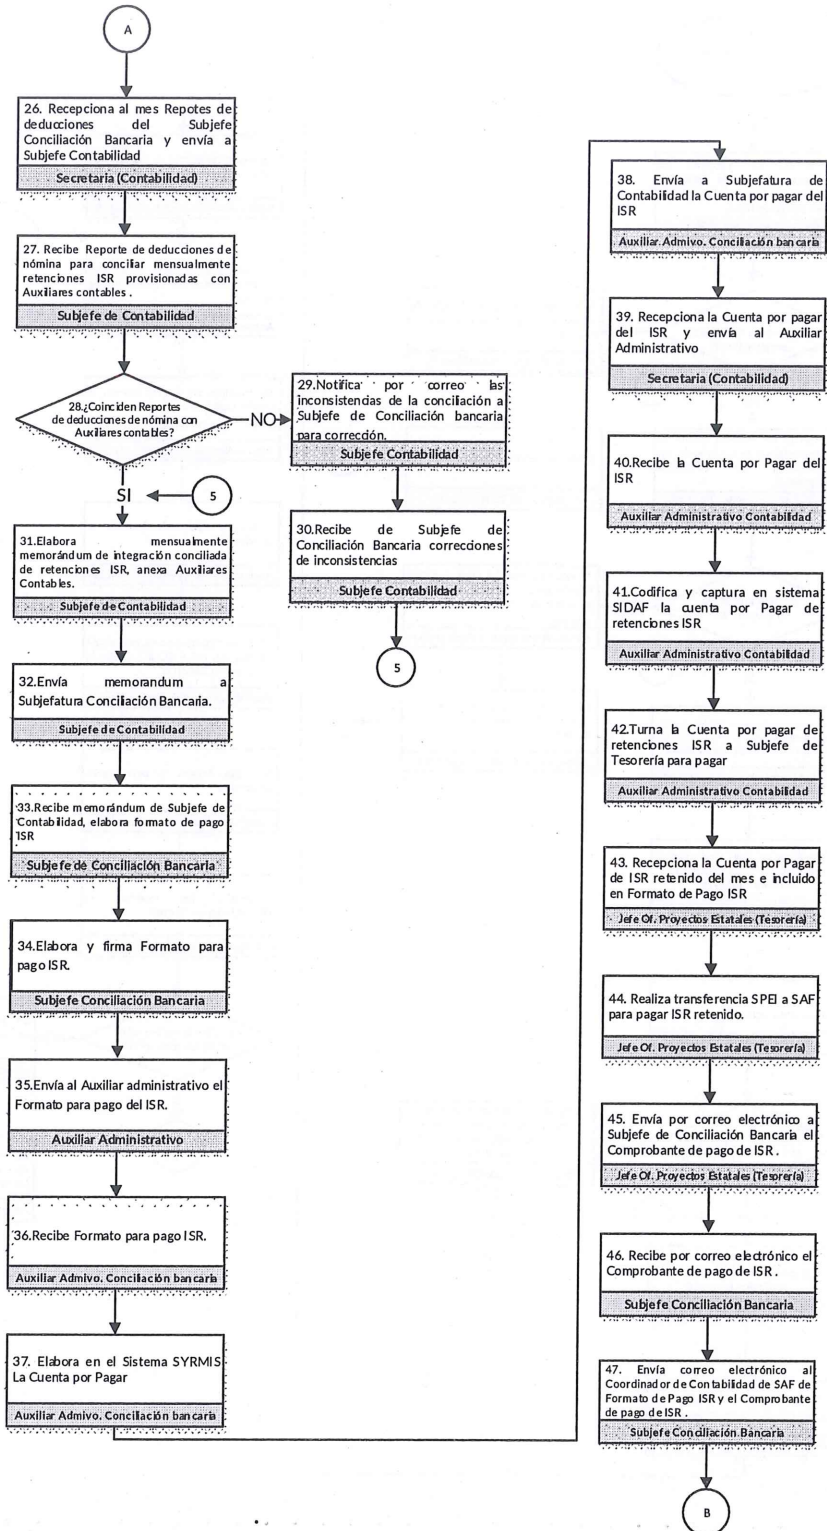 A
26. Recepciona al mes Repotes de
deducciones del Subjefe
Conciliación Bancaria y envía a
Subjefe Contabilidad
Secretaria (Contabilidad)
27. Recibe Reporte de deducciones de
nómina para conciliar mensualmente
retenciones ISR provisionadas con
Auxiliares contables .
Subjefe de Contabilidad
28.¿Coinciden Reportes
de deducciones de nómina con
Auxiliares contables?
NO
29.Notifica por correo las
inconsistencias de la conciliación a
Subjefe de Conciliación bancaria
para corrección.
Subjefe Contabilidad
30.Recibe de Subjefe de
Conciliación Bancaria correcciones
de inconsistencias
Subjefe Contabilidad
5
SI
5
31.Elabora mensualmente
memorándum de integración conciliada
de retenciones ISR, anexa Auxiliares
Contables.
Subjefe de Contabilidad
32.Envía memorandum a
Subjefatura Conciliación Bancaria.
Subjefe de Contabilidad
33.Recibe memorándum de Subjefe de
Contabilidad, elabora formato de pago
ISR
Subjefe de Conciliación Bancaria
34.Elabora y firma Formato para
pago ISR.
Subjefe Conciliación Bancaria
35.Envía al Auxiliar administrativo el
Formato para pago del ISR.
Auxiliar Administrativo
36.Recibe Formato para pago ISR.
Auxiliar Admivo. Conciliación bancaria
37. Elabora en el Sistema SYRMIS
La Cuenta por Pagar
Auxiliar Admivo. Conciliación bancaria
38. Envía a Subjefatura de
Contabilidad la Cuenta por pagar del
ISR
Auxiliar Admivo. Conciliación bancaria
39. Recepciona la Cuenta por pagar
del ISR y envía al Auxiliar
Administrativo
Secretaria (Contabilidad)
40.Recibe la Cuenta por Pagar del
ISR
Auxiliar Administrativo Contabilidad
41.Codifica y captura en sistema
SIDAF la cuenta por Pagar de
retenciones ISR
Auxiliar Administrativo Contabilidad
42.Turna la Cuenta por pagar de
retenciones ISR a Subjefe de
Tesorería para pagar
Auxiliar Administrativo Contabilidad
43. Recepciona la Cuenta por Pagar
de ISR retenido del mes e incluido
en Formato de Pago ISR
Jefe Of. Proyectos Estatales (Tesorería)
44. Realiza transferencia SPEI a SAF
para pagar ISR retenido.
Jefe Of. Proyectos Estatales (Tesorería)
45. Envía por correo electrónico a
Subjefe de Conciliación Bancaria el
Comprobante de pago de ISR .
Jefe Of. Proyectos Estatales (Tesorería)
46. Recibe por correo electrónico el
Comprobante de pago de ISR .
Subjefe Conciliación Bancaria
47. Envía correo electrónico al
Coordinador de Contabilidad de SAF de
Formato de Pago ISR y el Comprobante
de pago de ISR .
Subjefe Conciliación Bancaria
B